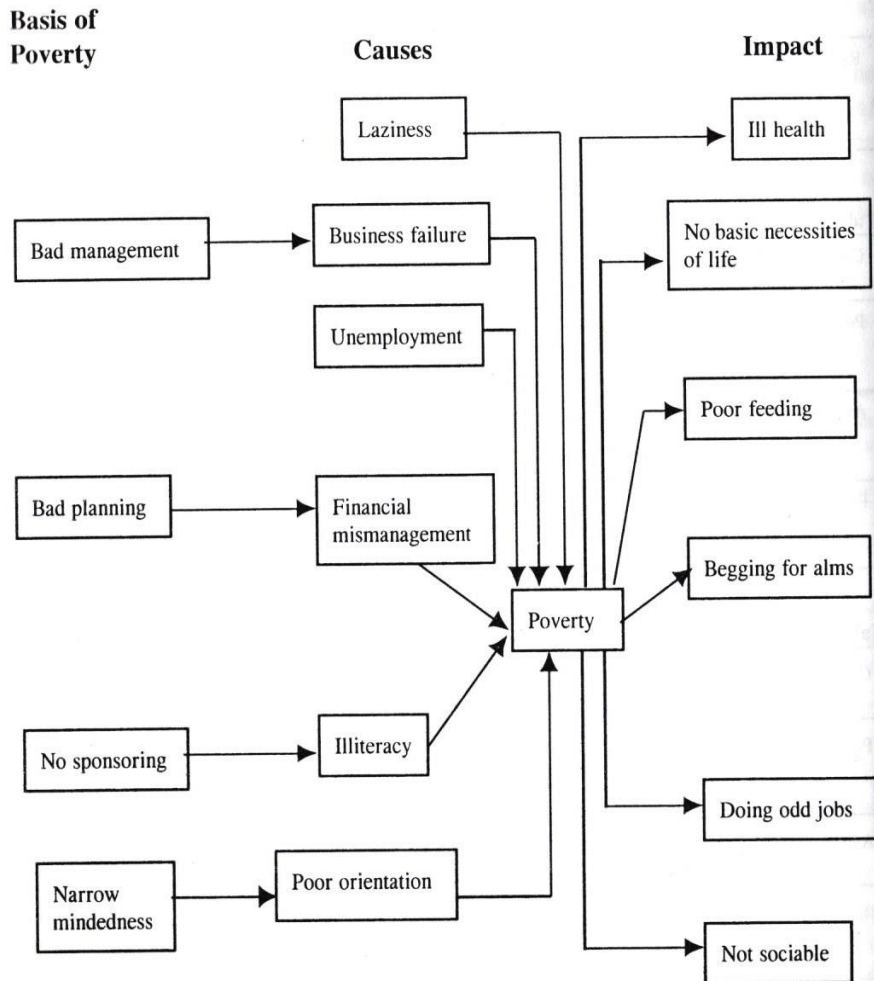 Basis of
Poverty
Causes
Impact
Laziness
Ill health
Bad management
Business failure
No basic necessities
of life
Unemployment
Poor feeding
Bad planning
Financial
mismanagement
Begging for alms
Poverty
No sponsoring
Illiteracy
Doing odd jobs
Narrow
mindedness
Poor orientation
Not sociable